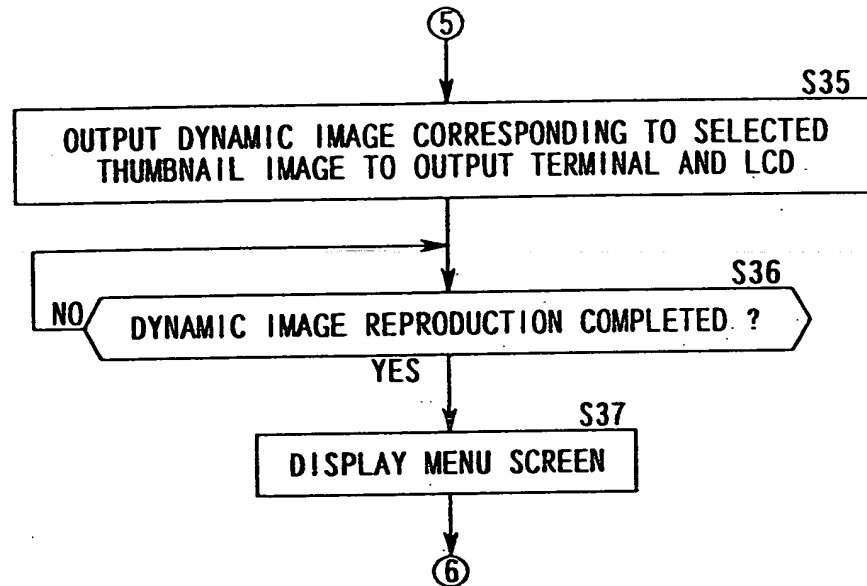 5
S35
OUTPUT DYNAMIC IMAGE CORRESPONDING TO SELECTED
THUMBNAIL IMAGE TO OUTPUT TERMINAL AND LCD
S36
NO
DYNAMIC IMAGE REPRODUCTION COMPLETED ?
YES
S37
DISPLAY MENU SCREEN
6